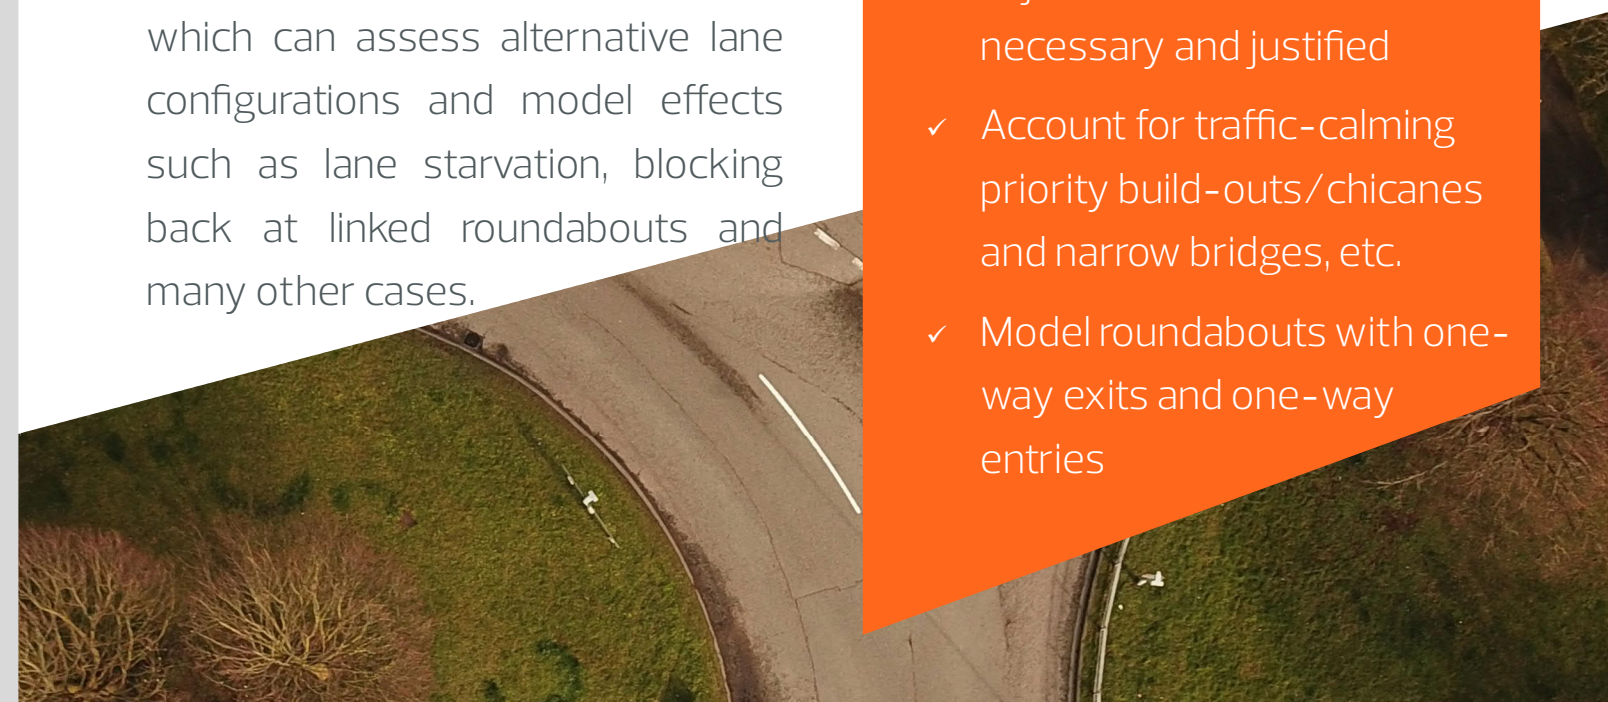 which can assess alternative lane
configurations and model effects
such as lane starvation, blocking
back at linked roundabouts and
many other cases.
necessary and justified
✓ Account for traffic-calming
priority build-outs/chicanes
and narrow bridges, etc.
✓ Model roundabouts with one-
way exits and one-way
entries